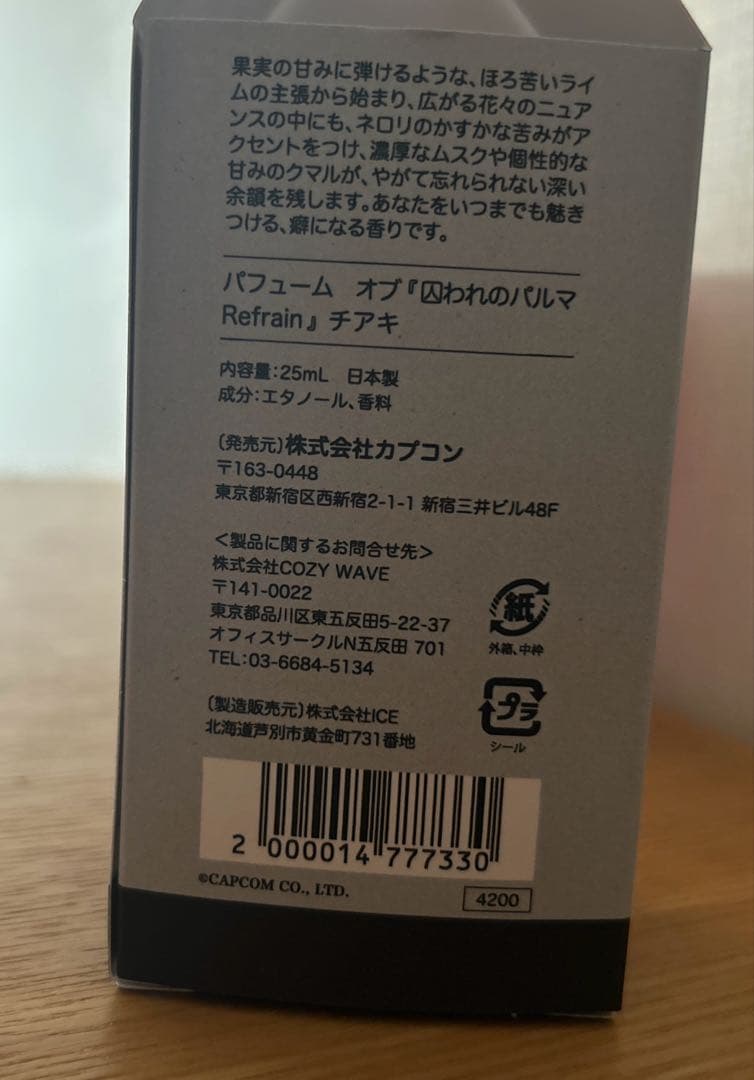 果実の甘みに弾けるような、ほろ苦いライ
ムの主張から始まり、広がる花々のニュア
ンスの中にも、ネロリのかすかな苦みがア
クセントをつけ、濃厚なムスクや個性的な
甘みのクマルが、やがて忘れられない深い
余韻を残します。あなたをいつまでも魅き
つける、癖になる香りです。
パフューム　オブ『囚われのパルマ
Refrain』チアキ
内容量:25mL　日本製
成分:エタノール、香料
〔発売元〕株式会社カプコン
〒163-0448
東京都新宿区西新宿2-1-1 新宿三井ビル48F
＜製品に関するお問合せ先＞
株式会社COZY WAVE
〒141-0022
東京都品川区東五反田5-22-37
オフィスサークルN五反田 701
TEL:03-6684-5134
〔製造販売元〕株式会社ICE
北海道芦別市黄金町731番地
紙
外箱、中枠
プラ
シール
2 000014 777330
©CAPCOM CO., LTD.
4200